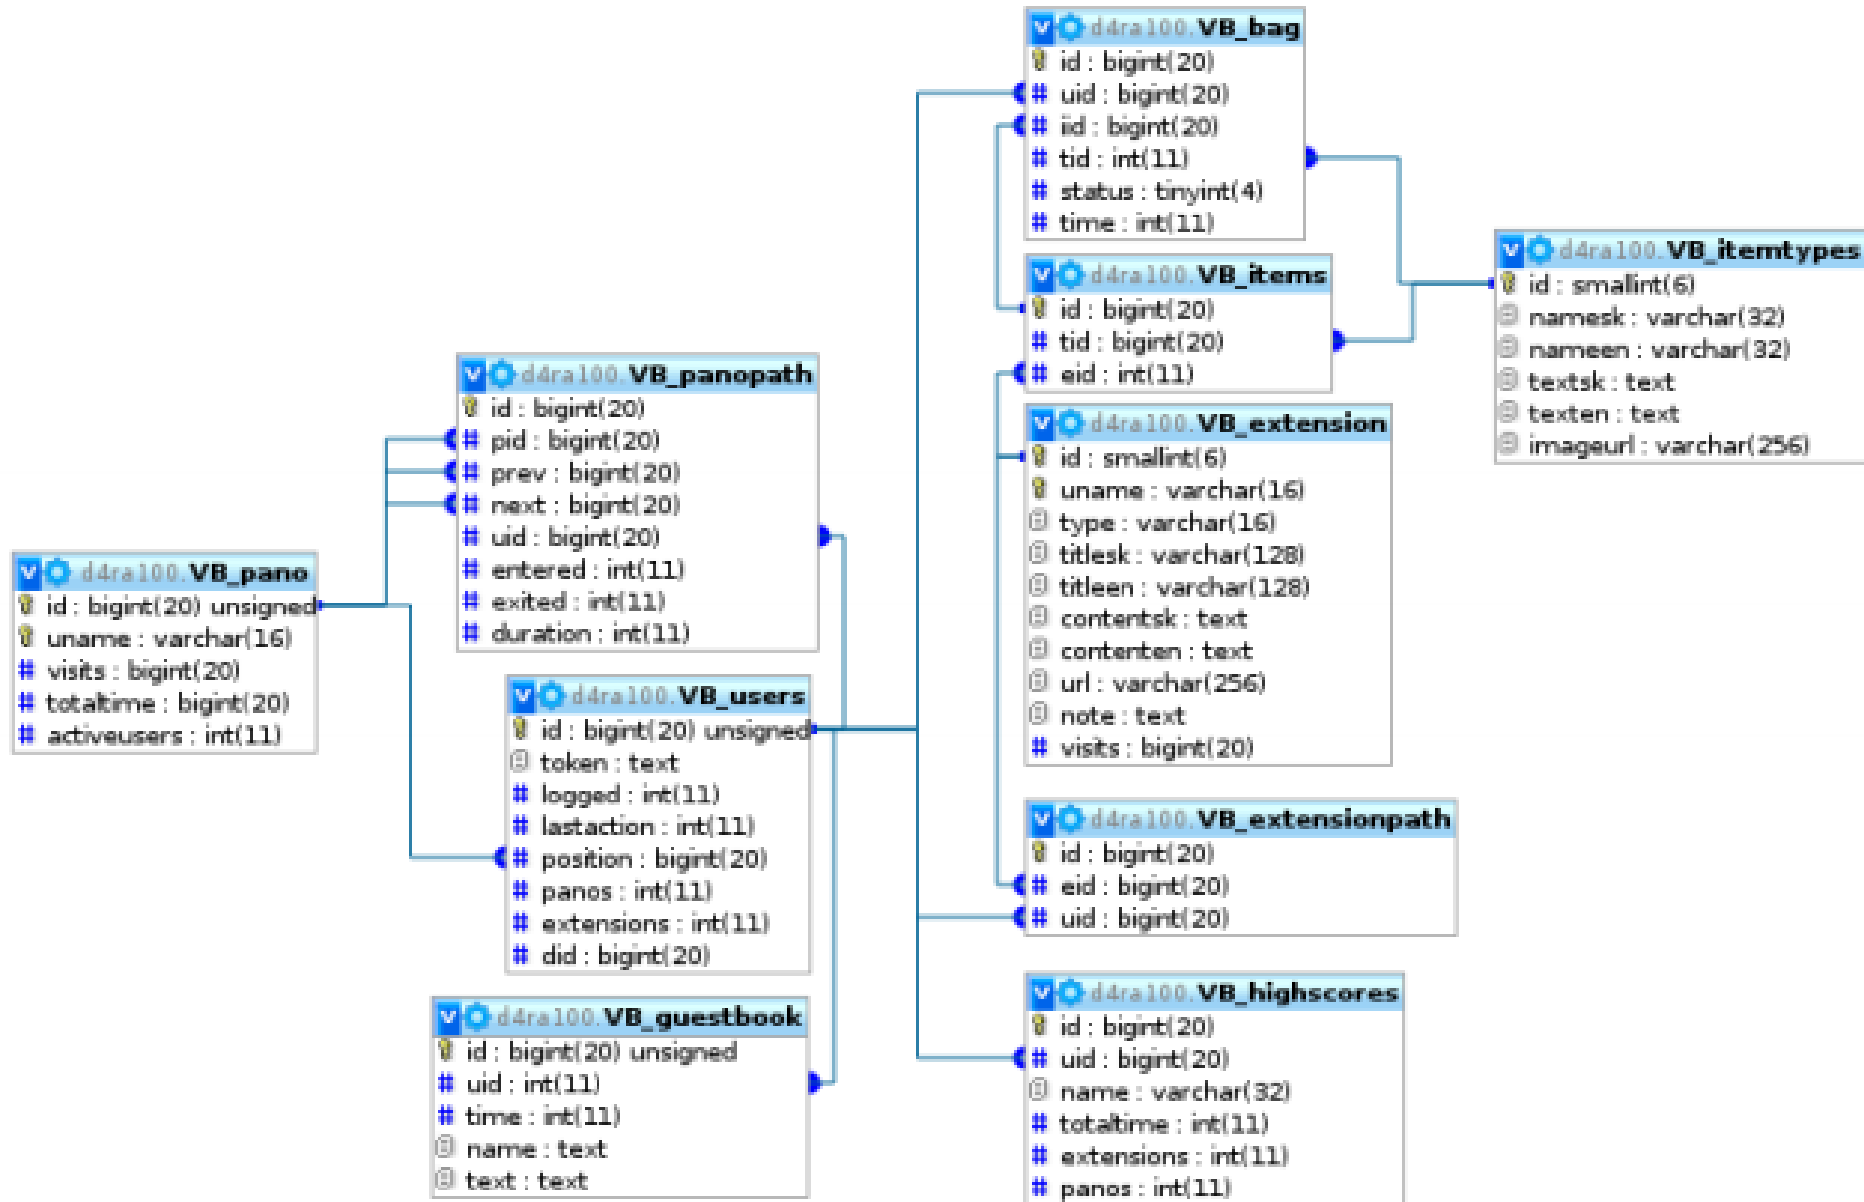 d4ra100.VB_bag
id : bigint(20)
uid : bigint(20)
iid : bigint(20)
tid : int(11)
status : tinyint(4)
time : int(11)
d4ra100.VB_itemtypes
id : smallint(6)
namesk : varchar(32)
nameen : varchar(32)
textsk : text
texten : text
imageurl : varchar(256)
d4ra100.VB_items
id : bigint(20)
tid : bigint(20)
eid : int(11)
d4ra100.VB_panopath
id : bigint(20)
pid : bigint(20)
prev : bigint(20)
next : bigint(20)
uid : bigint(20)
entered : int(11)
exited : int(11)
duration : int(11)
d4ra100.VB_extension
id : smallint(6)
uname : varchar(16)
type : varchar(16)
titlesk : varchar(128)
titleen : varchar(128)
contentsk : text
contenten : text
url : varchar(256)
note : text
visits : bigint(20)
d4ra100.VB_pano
id : bigint(20) unsigned
uname : varchar(16)
visits : bigint(20)
totaltime : bigint(20)
activeusers : int(11)
d4ra100.VB_users
id : bigint(20) unsigned
token : text
logged : int(11)
lastaction : int(11)
position : bigint(20)
panos : int(11)
extensions : int(11)
did : bigint(20)
d4ra100.VB_extensionpath
id : bigint(20)
eid : bigint(20)
uid : bigint(20)
d4ra100.VB_guestbook
id : bigint(20) unsigned
uid : int(11)
time : int(11)
name : text
text : text
d4ra100.VB_highscores
id : bigint(20)
uid : bigint(20)
name : varchar(32)
totaltime : int(11)
extensions : int(11)
panos : int(11)